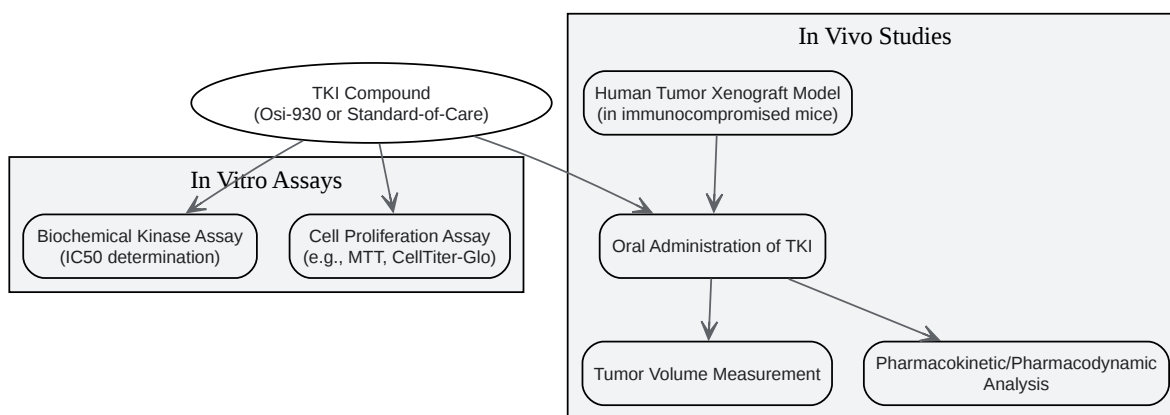 In Vivo Studies
TKI Compound
(Osi-930 or Standard-of-Care)
Human Tumor Xenograft Model
(in immunocompromised mice)
In Vitro Assays
Biochemical Kinase Assay
(IC50 determination)
Cell Proliferation Assay
(e.g., MTT, CellTiter-Glo)
Oral Administration of TKI
Tumor Volume Measurement
Pharmacokinetic/Pharmacodynamic
Analysis